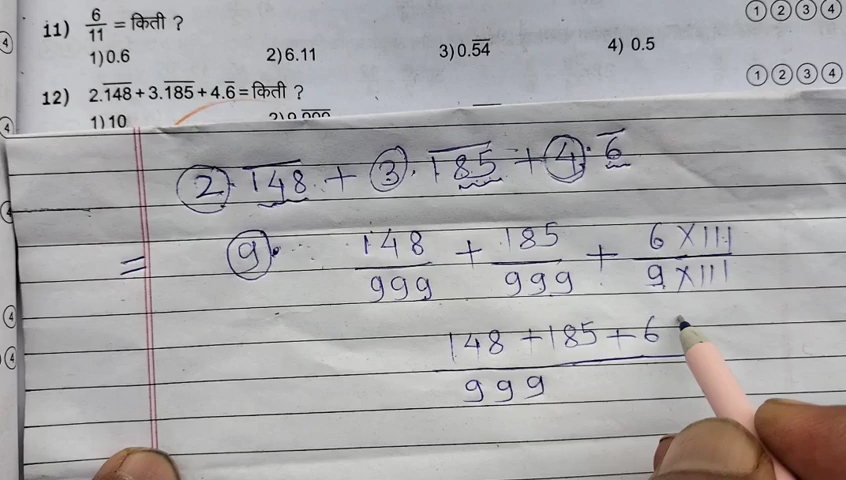 ① ② ③ ④
11) 6/11 = किती ?
1) 0.6 2) 6.11 3) 0.5̅4̅ 4) 0.5
① ② ③ ④
12) 2.1̅4̅8̅ + 3.1̅8̅5̅ + 4.6̅ = किती ?
1) 10
2.1̅4̅8̅ + 3.1̅8̅5̅ + 4.6̅
= 9. 148/999 + 185/999 + 6×111/9×111
148+185+6/999